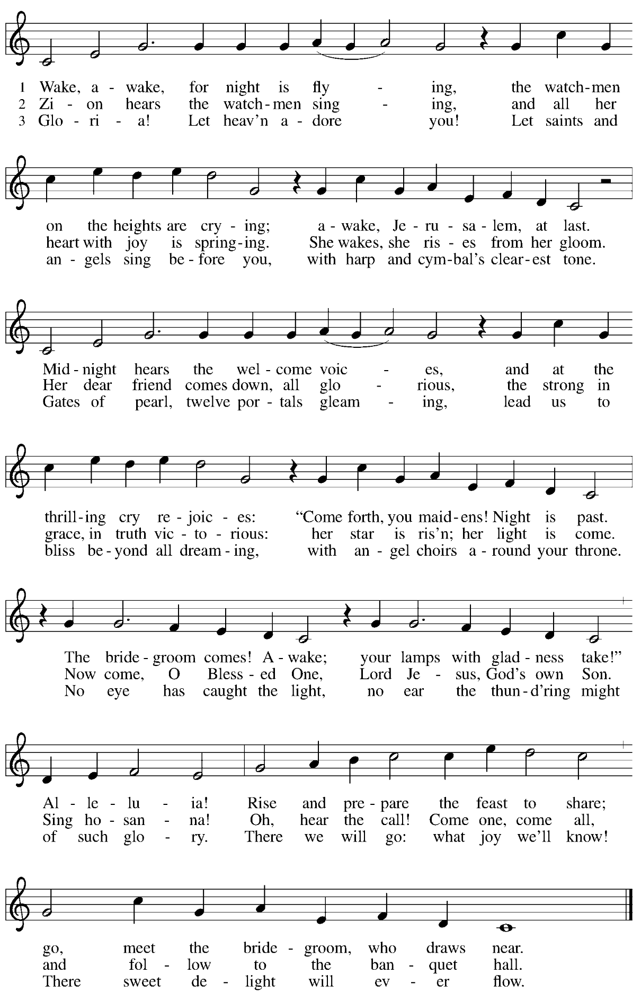 1 Wake, a - wake, for night is fly - ing, the watch - men
2 Zi - on hears the watch - men sing - ing, and all her
3 Glo - ri - a! Let heav'n a - dore you! Let saints and
on the heights are cry - ing; a - wake, Je - ru - sa - lem, at last.
heart with joy is spring - ing. She wakes, she ris - es from her gloom.
an - gels sing be - fore you, with harp and cym - bal's clear - est tone.
Mid - night hears the wel - come voic - es, and at the
Her dear friend comes down, all glo - rious, the strong in
Gates of pearl, twelve por - tals gleam - ing, lead us to
thrill - ing cry re - joic - es: “Come forth, you maid - ens! Night is past.
grace, in truth vic - to - rious: her star is ris'n; her light is come.
bliss be - yond all dream - ing, with an - gel choirs a - round your throne.
The bride - groom comes! A - wake; your lamps with glad - ness take!”
Now come, O Bless - ed One, Lord Je - sus, God's own Son.
No eye has caught the light, no ear the thun - d'ring might
Al - le - lu - ia! Rise and pre - pare the feast to share;
Sing ho - san - na! Oh, hear the call! Come one, come all,
of such glo - ry. There we will go: what joy we'll know!
go, meet the bride - groom, who draws near.
and fol - low to the ban - quet hall.
There sweet de - light will ev - er flow.